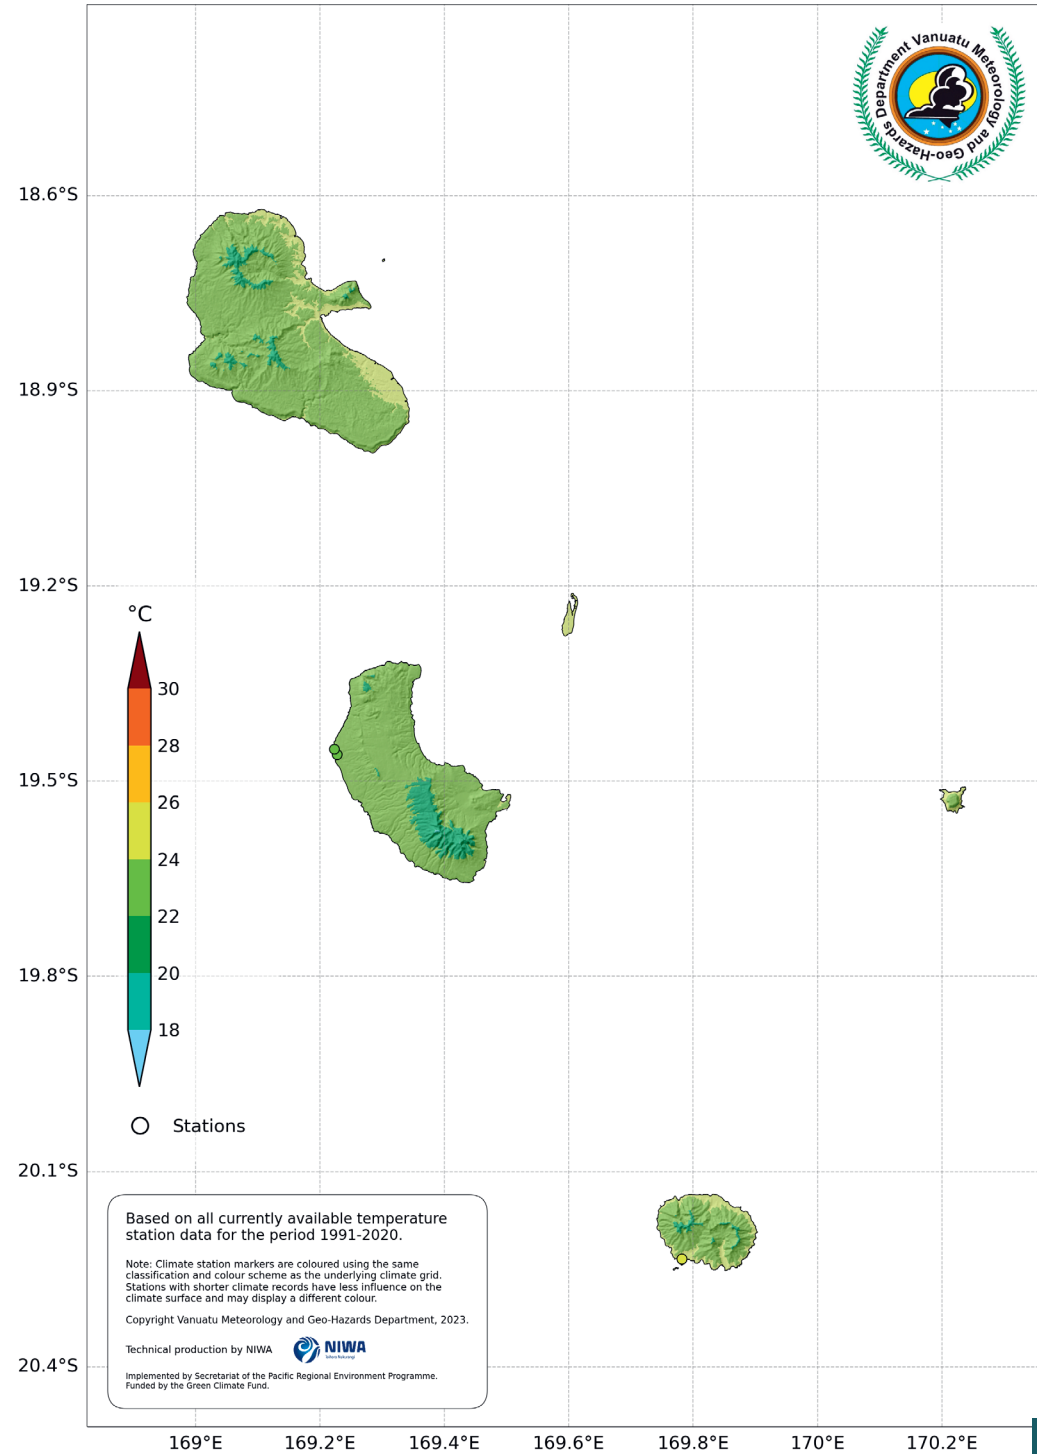 Vanuatu Meteorology and Geo-Hazards Department
18.6°S
18.9°S
19.2°S
°C
30
28
26
24
22
20
18
19.5°S
19.8°S
Stations
20.1°S
Based on all currently available temperature
station data for the period 1991-2020.
Note: Climate station markers are coloured using the same
classification and colour scheme as the underlying climate grid.
Stations with shorter climate records have less influence on the
climate surface and may display a different colour.
Copyright Vanuatu Meteorology and Geo-Hazards Department, 2023.
Technical production by NIWA
NIWA
Taihoro Nukurangi
Implemented by Secretariat of the Pacific Regional Environment Programme.
Funded by the Green Climate Fund.
20.4°S
169°E 169.2°E 169.4°E 169.6°E 169.8°E 170°E 170.2°E